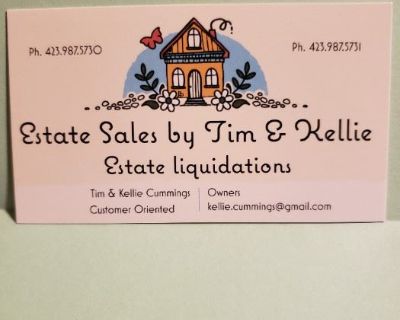 Ph. 423.987.5730
Ph. 423.987.5731
Estate Sales by Tim & Kellie
Estate liquidations
Tim & Kellie Cummings
Owners
Customer Oriented
kellie.cummings@gmail.com